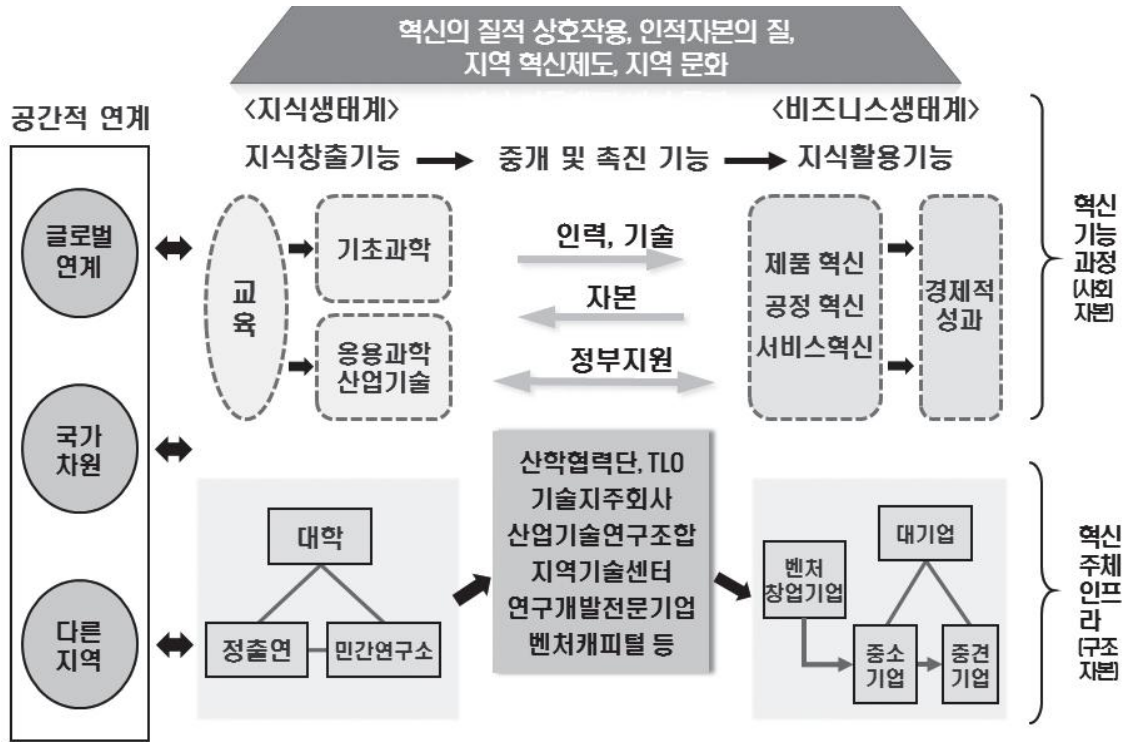 혁신의 질적 상호작용, 인적자본의 질,
지역 혁신제도, 지역 문화
공간적 연계
글로벌
연계
국가
차원
다른
지역
<지식생태계>
<비즈니스생태계>
지식창출기능
중개 및 촉진 기능
지식활용기능
교
육
기초과학
응용과학
산업기술
인력, 기술
자본
정부지원
제품 혁신
공정 혁신
서비스혁신
경제적
성과
혁신
기능
과정
(사회
자본)
대학
정출연
민간연구소
산학협력단, TLO
기술지주회사
산업기술연구조합
지역기술센터
연구개발전문기업
벤처캐피털 등
벤처
창업기업
대기업
중소
기업
중견
기업
혁신
주체
인프
라
(구조
자본)